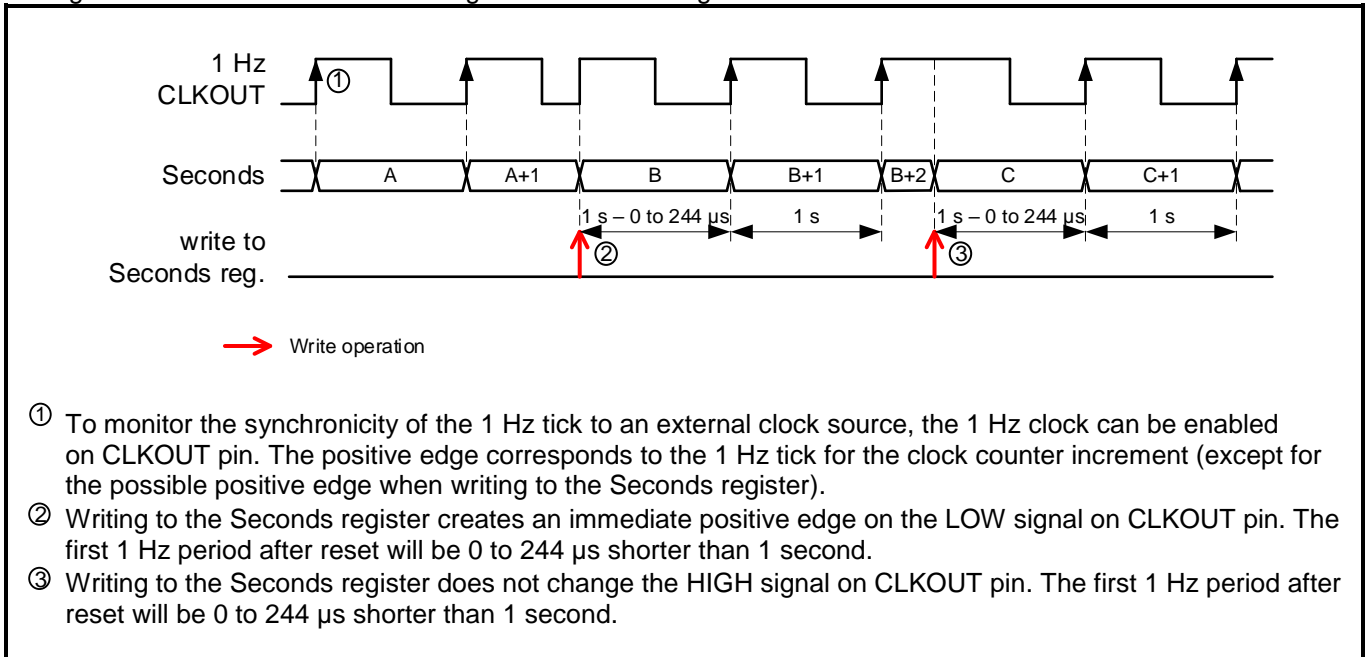 1 Hz
CLKOUT
①
Seconds
A A+1 B B+1 B+2 C C+1
1 s – 0 to 244 µs 1 s 1 s – 0 to 244 µs 1 s
write to
Seconds reg.
② ③
Write operation
① To monitor the synchronicity of the 1 Hz tick to an external clock source, the 1 Hz clock can be enabled
on CLKOUT pin. The positive edge corresponds to the 1 Hz tick for the clock counter increment (except for
the possible positive edge when writing to the Seconds register).
② Writing to the Seconds register creates an immediate positive edge on the LOW signal on CLKOUT pin. The
first 1 Hz period after reset will be 0 to 244 µs shorter than 1 second.
③ Writing to the Seconds register does not change the HIGH signal on CLKOUT pin. The first 1 Hz period after
reset will be 0 to 244 µs shorter than 1 second.